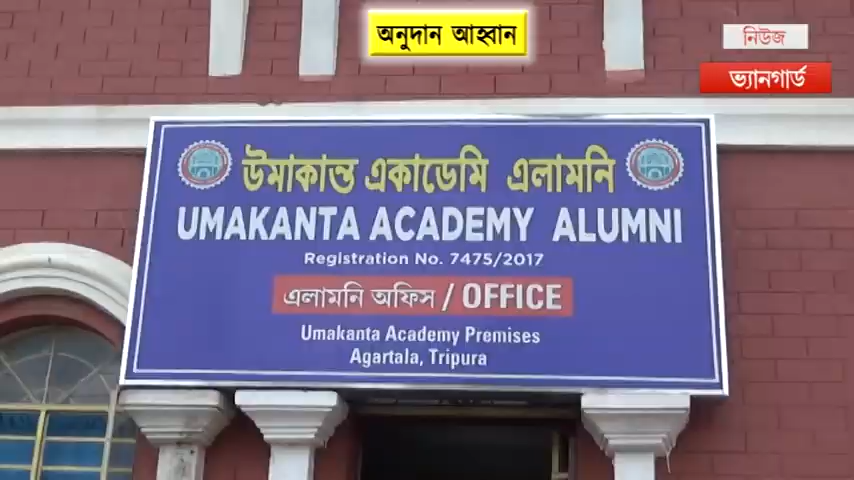 অনুদান আহ্বান
নিউজ
ভ্যানগার্ড
উমাকান্ত একাডেমি এলামনি
UMAKANTA ACADEMY ALUMNI
Registration No. 7475/2017
এলামনি অফিস / OFFICE
Umakanta Academy Premises
Agartala, Tripura